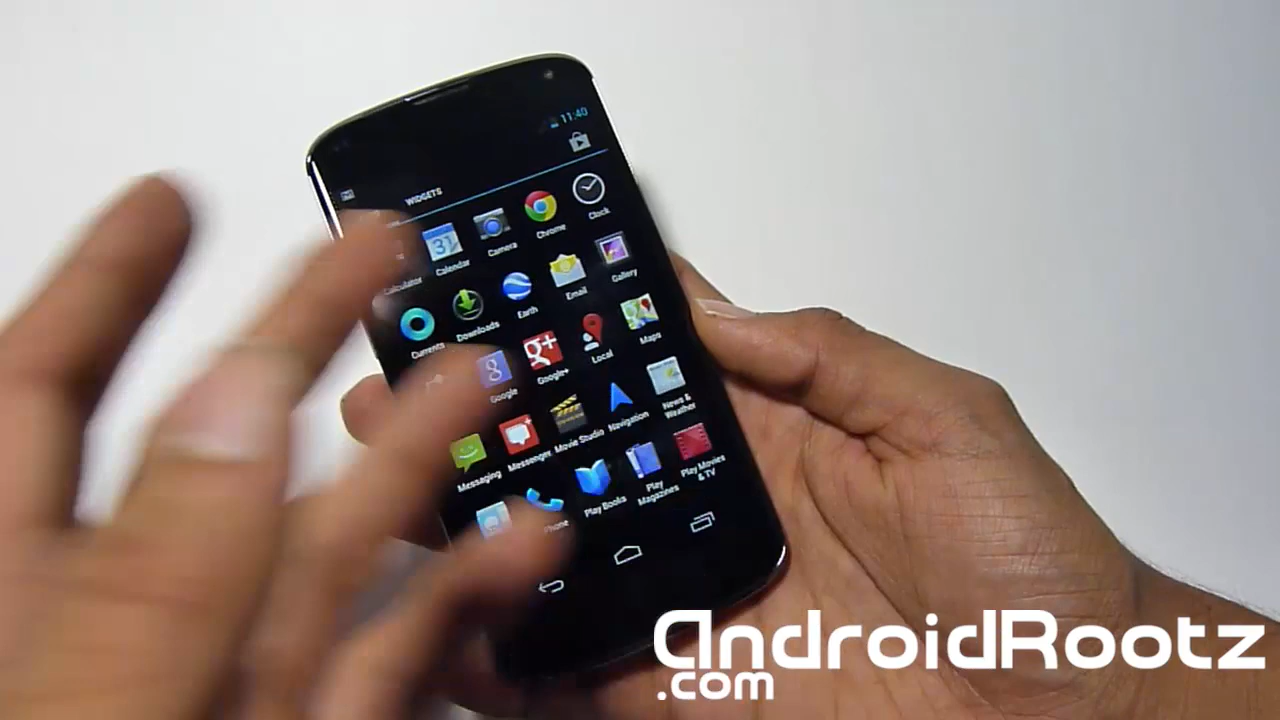 11:40
WIDGETS
Calculator
Calendar
31
Camera
Chrome
Clock
Currents
Downloads
Earth
Email
Gallery
Google
g
Google+
g+
Local
Maps
Messaging
Messenger
Movie Studio
Navigation
News &
Weather
Phone
Play Books
Play
Magazines
Play Movies
& TV
AndroidRootz
.com